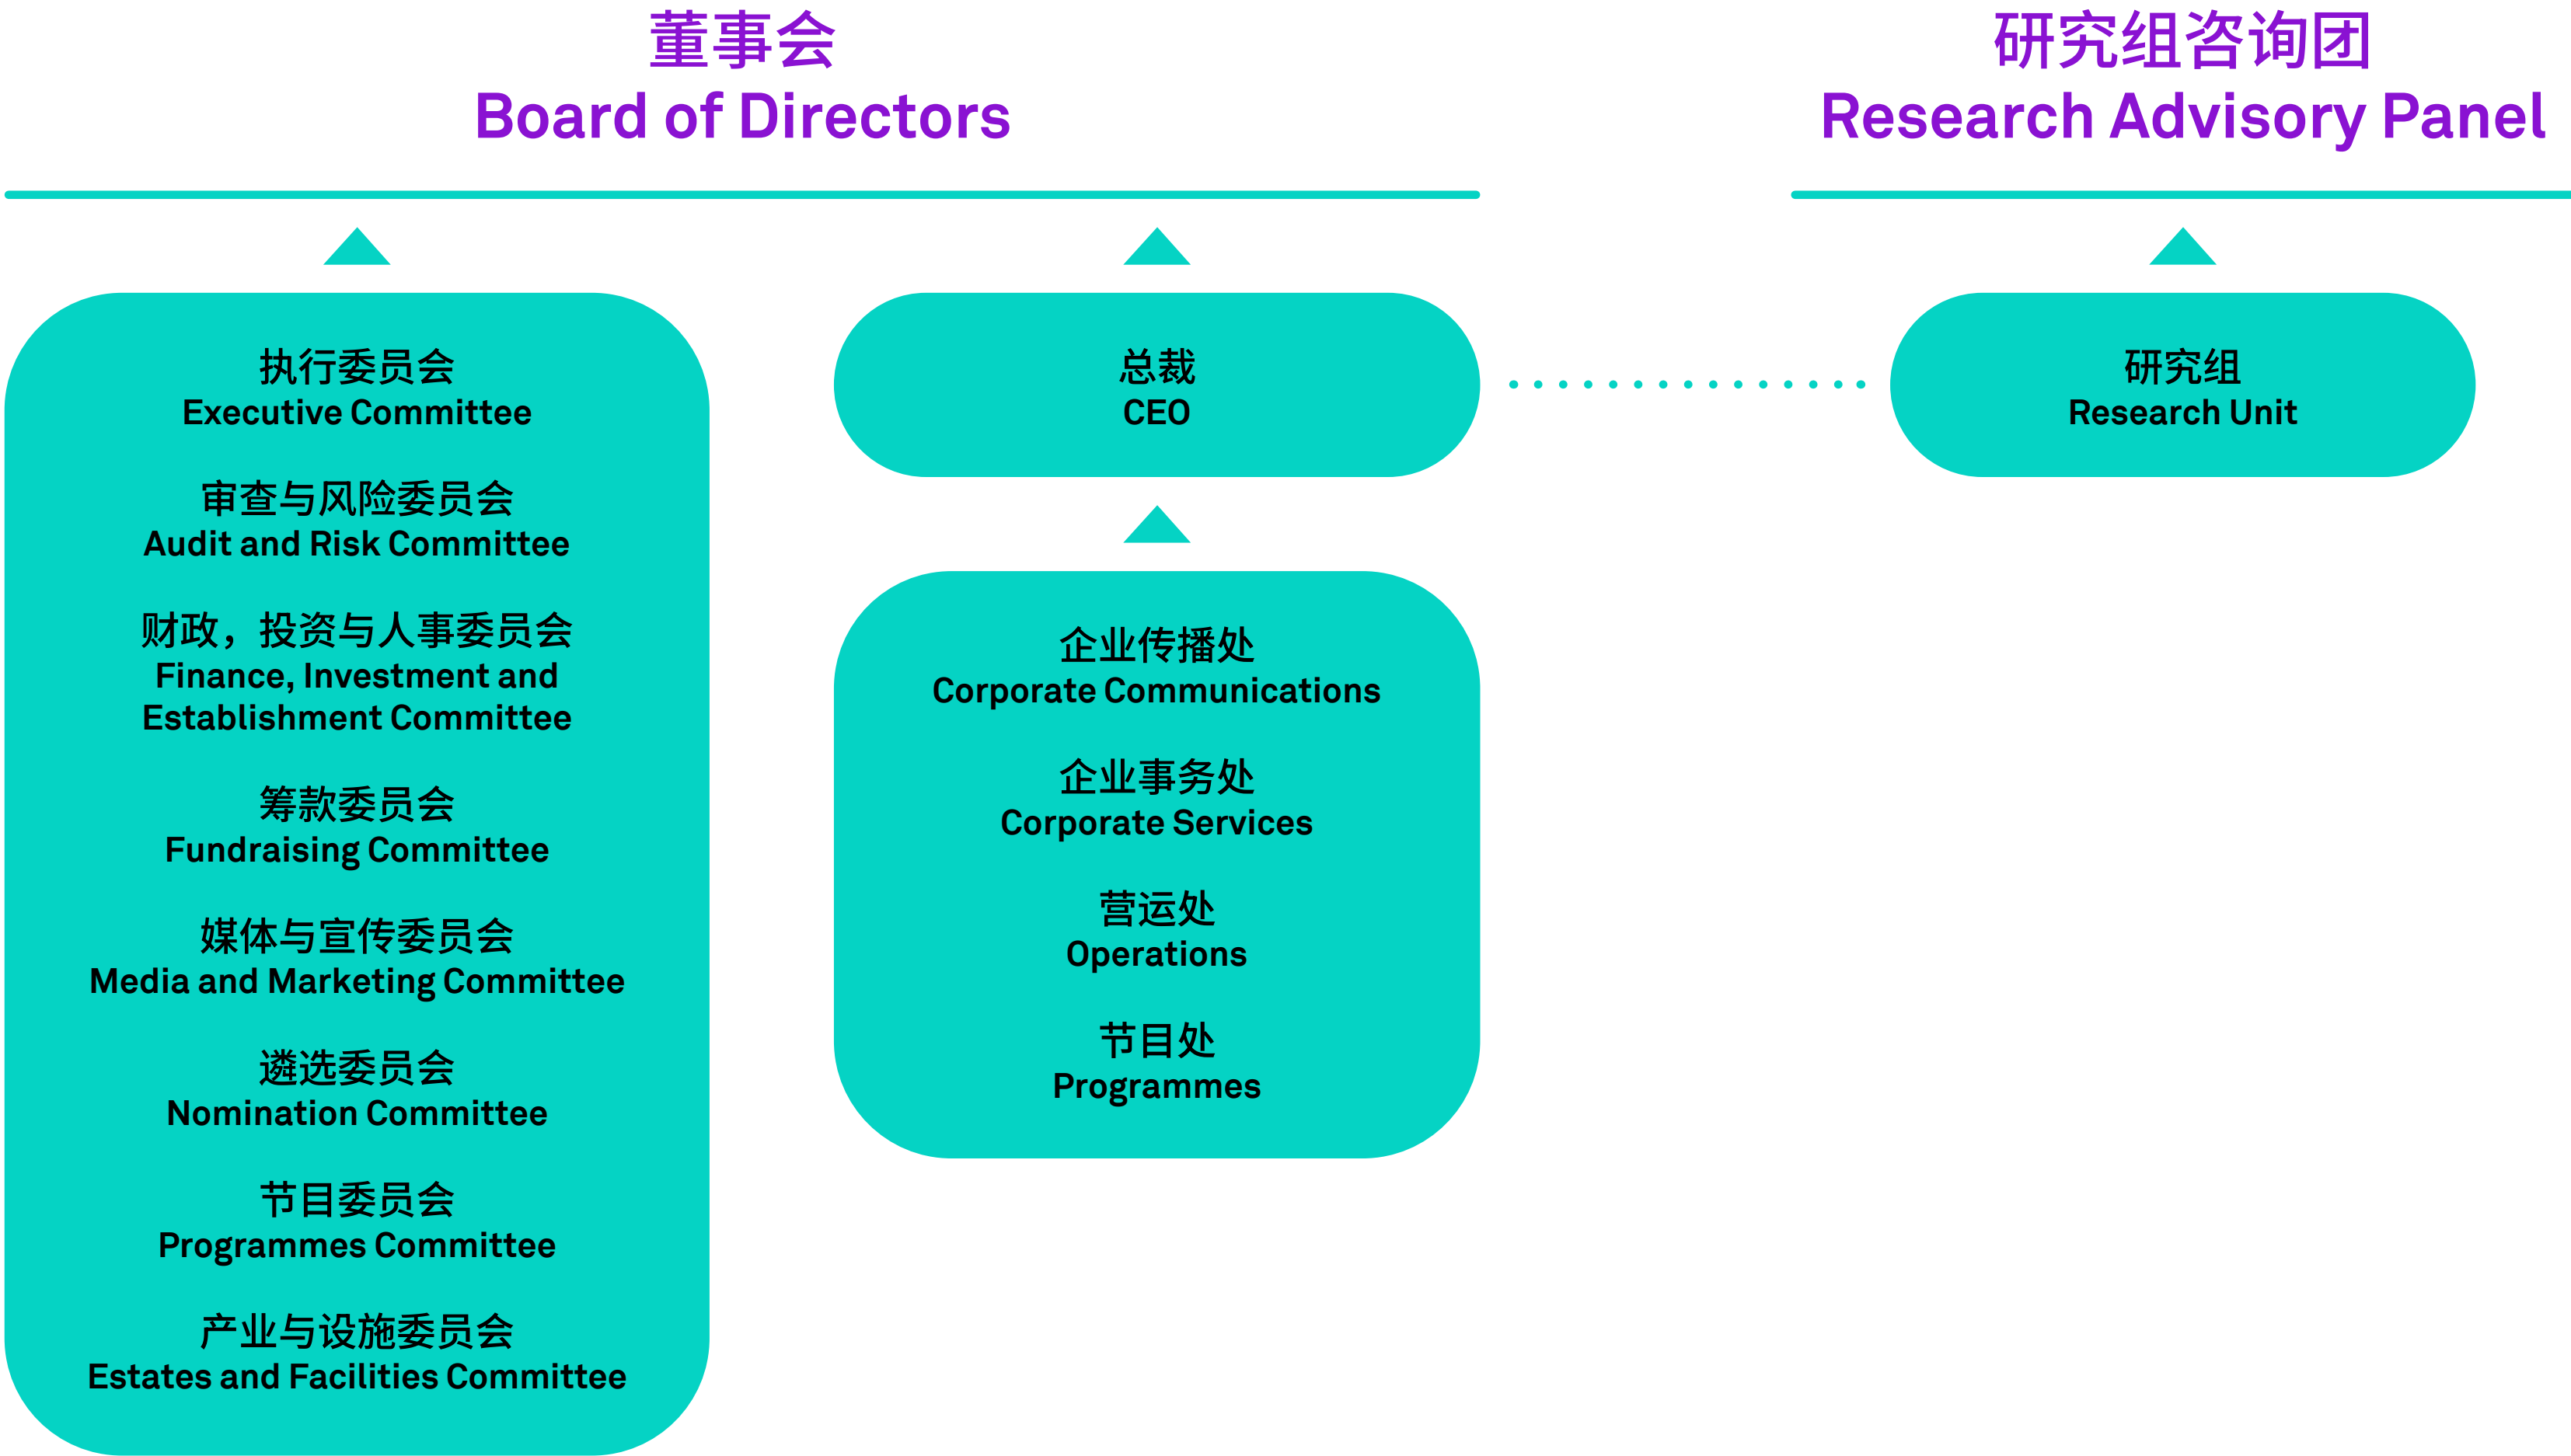 董事会
Board of Directors
研究组咨询团
Research Advisory Panel
执行委员会
Executive Committee
审查与风险委员会
Audit and Risk Committee
财政，投资与人事委员会
Finance, Investment and
Establishment Committee
筹款委员会
Fundraising Committee
媒体与宣传委员会
Media and Marketing Committee
遴选委员会
Nomination Committee
节目委员会
Programmes Committee
产业与设施委员会
Estates and Facilities Committee
总裁
CEO
企业传播处
Corporate Communications
企业事务处
Corporate Services
营运处
Operations
节目处
Programmes
研究组
Research Unit